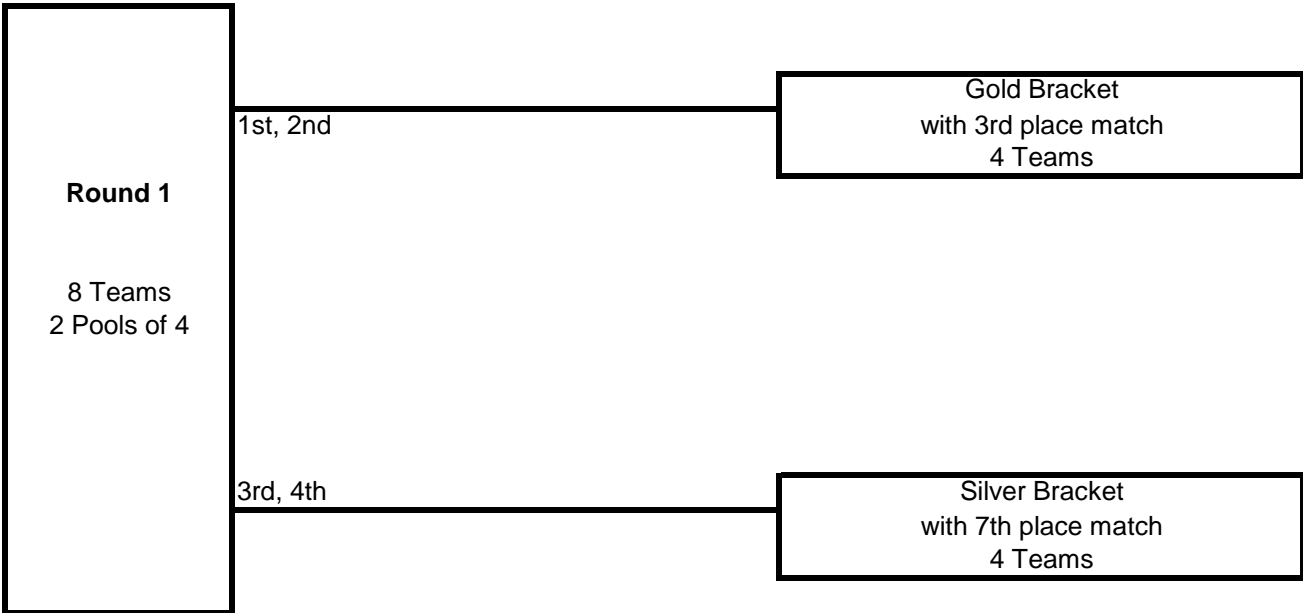 Round 1
8 Teams
2 Pools of 4
1st, 2nd
Gold Bracket
with 3rd place match
4 Teams
3rd, 4th
Silver Bracket
with 7th place match
4 Teams